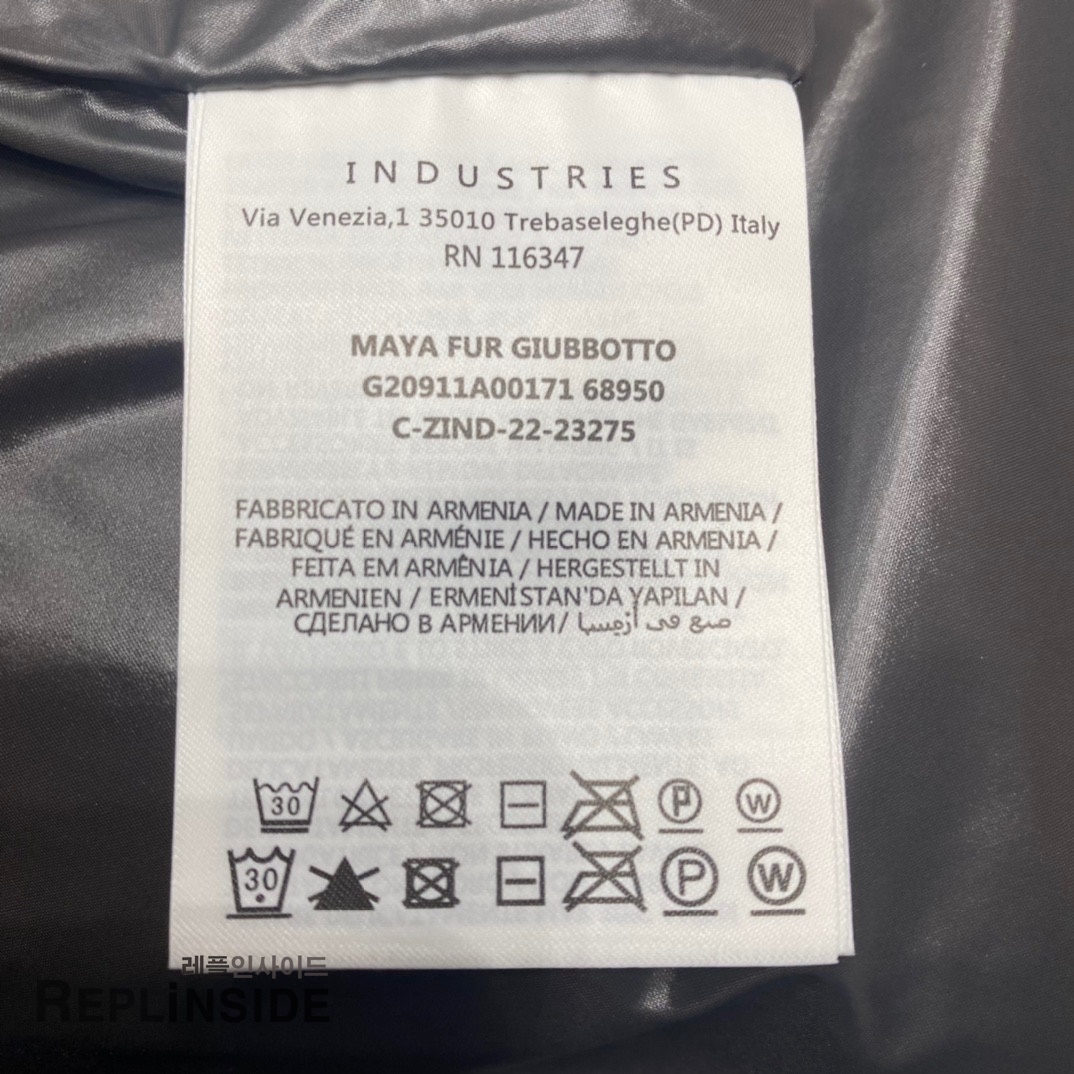 INDUSTRIES
Via Venezia,1 35010 Trebaseleghe(PD) Italy
RN 116347
MAYA FUR GIUBBOTTO
G20911A00171 68950
C-ZIND-22-23275
FABBRICATO IN ARMENIA / MADE IN ARMENIA /
FABRIQUÉ EN ARMÉNIE / HECHO EN ARMENIA /
FEITA EM ARMÊNIA / HERGESTELLT IN
ARMENIEN / ERMENİSTAN'DA YAPILAN /
СДЕЛАНО В АРМЕНИИ/ صنع في
30 P W
30 P W
레플인사이드
REPLINSIDE